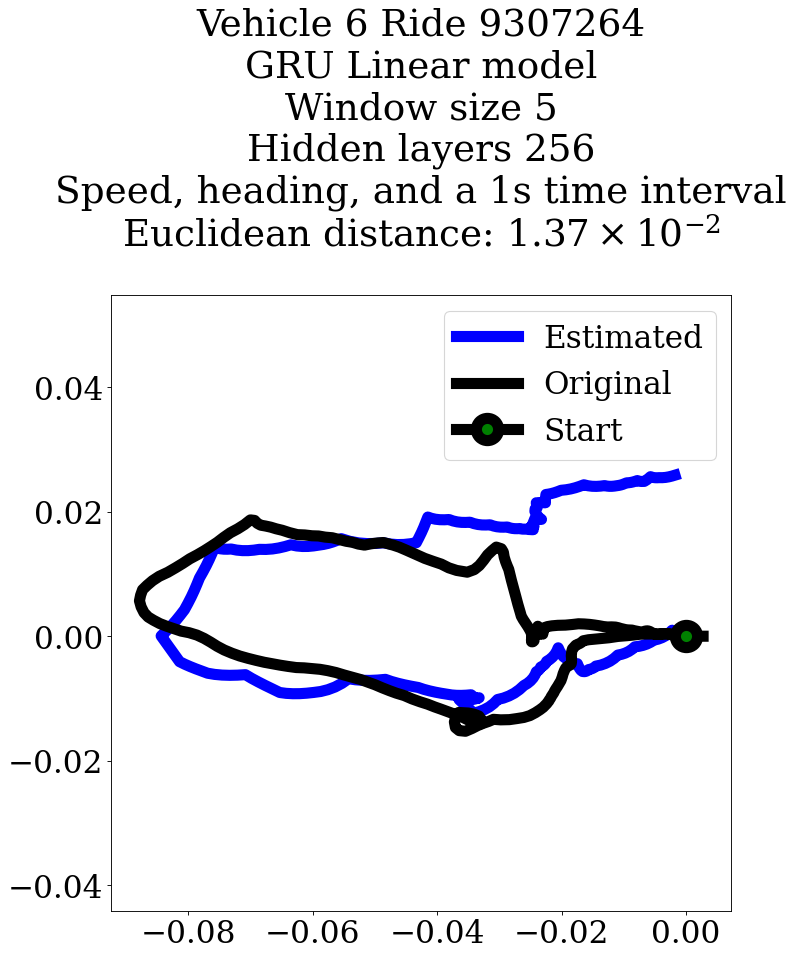 Vehicle 6 Ride 9307264
GRU Linear model
Window size 5
Hidden layers 256
Speed, heading, and a 1s time interval
Euclidean distance: 1.37 × 10⁻²
Estimated
Original
Start
0.04
0.02
0.00
−0.02
−0.04
−0.08 −0.06 −0.04 −0.02 0.00